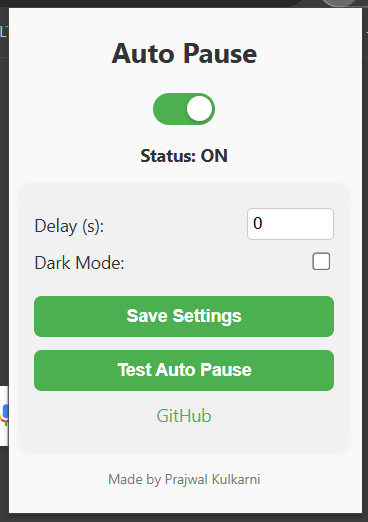 Auto Pause
Status: ON
Delay (s):
0
Dark Mode:
Save Settings
Test Auto Pause
GitHub
Made by Prajwal Kulkarni